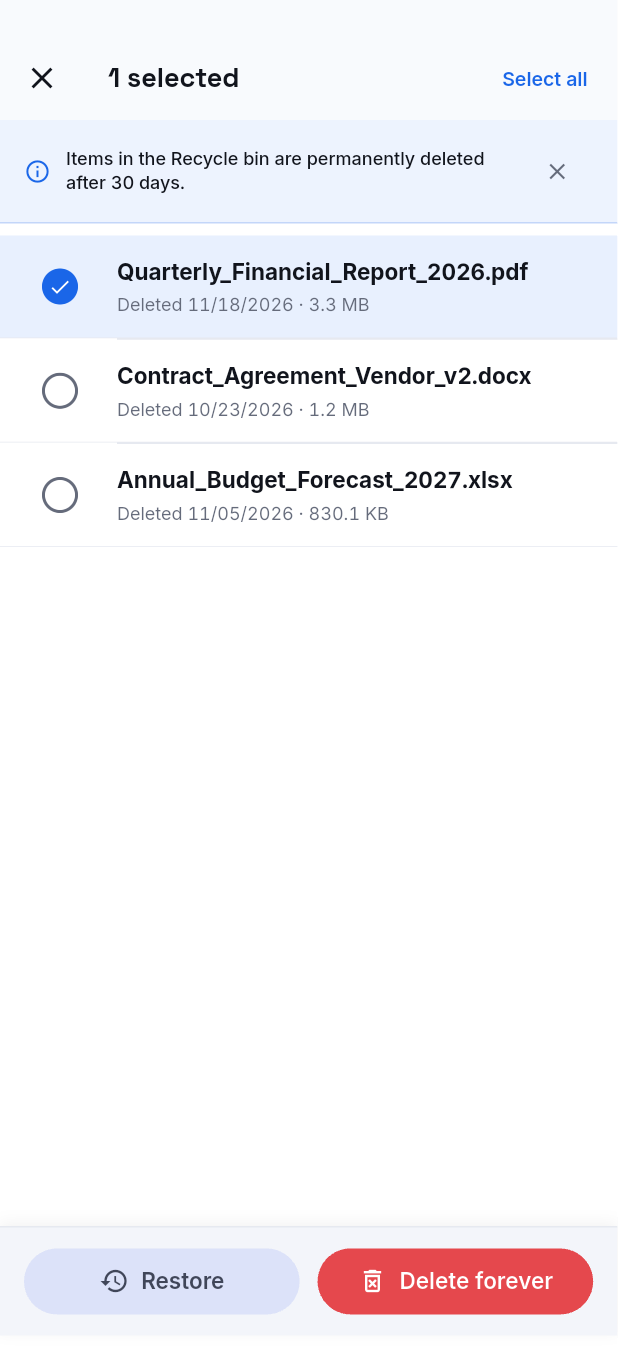 1 selected
Select all
Items in the Recycle bin are permanently deleted
after 30 days.
Quarterly_Financial_Report_2026.pdf
Deleted 11/18/2026 · 3.3 MB
Contract_Agreement_Vendor_v2.docx
Deleted 10/23/2026 · 1.2 MB
Annual_Budget_Forecast_2027.xlsx
Deleted 11/05/2026 · 830.1 KB
Restore
Delete forever